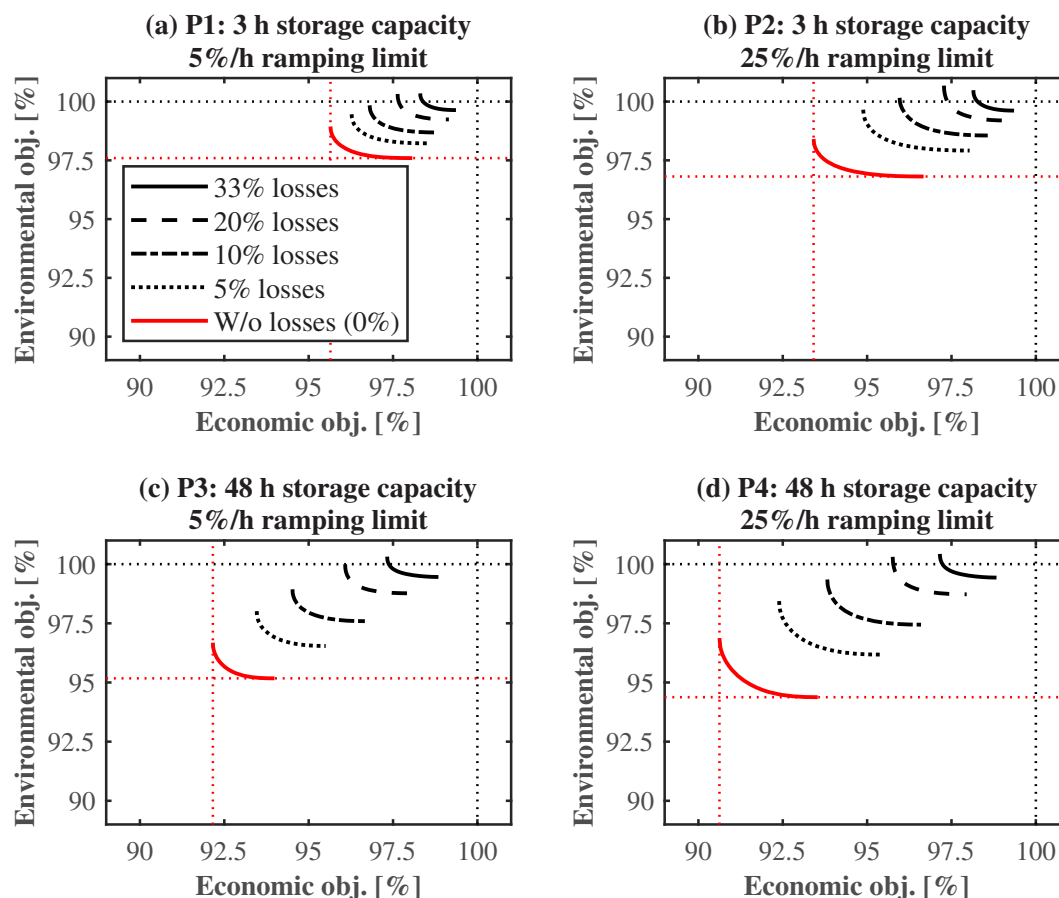 (a) P1: 3 h storage capacity
5%/h ramping limit
Environmental obj. [%]
100
97.5
95
92.5
90
33% losses
20% losses
10% losses
5% losses
W/o losses (0%)
90 92.5 95 97.5 100
Economic obj. [%]
(b) P2: 3 h storage capacity
25%/h ramping limit
Environmental obj. [%]
100
97.5
95
92.5
90
90 92.5 95 97.5 100
Economic obj. [%]
(c) P3: 48 h storage capacity
5%/h ramping limit
Environmental obj. [%]
100
97.5
95
92.5
90
90 92.5 95 97.5 100
Economic obj. [%]
(d) P4: 48 h storage capacity
25%/h ramping limit
Environmental obj. [%]
100
97.5
95
92.5
90
90 92.5 95 97.5 100
Economic obj. [%]